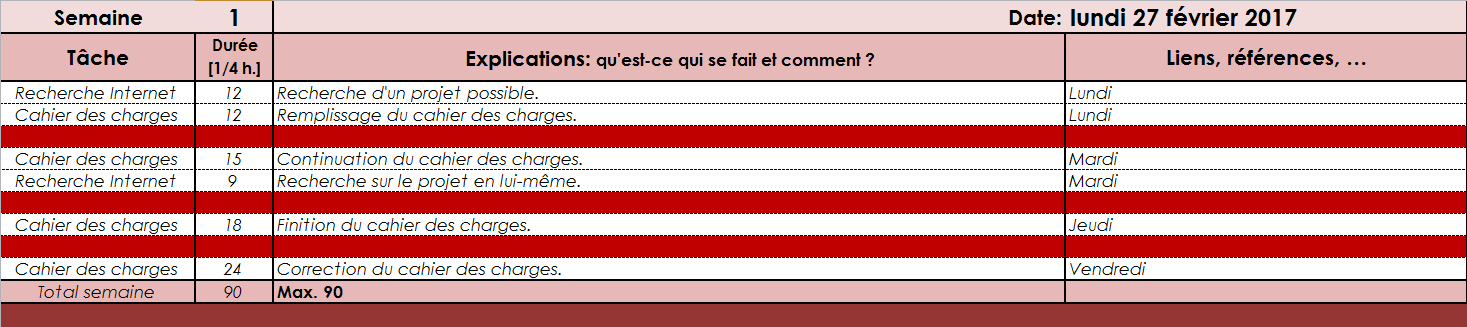 Semaine 1 Date: lundi 27 février 2017
Tâche Durée [1/4 h.] Explications: qu'est-ce qui se fait et comment ? Liens, références, …
Recherche Internet 12 Recherche d'un projet possible. Lundi
Cahier des charges 12 Remplissage du cahier des charges. Lundi
Cahier des charges 15 Continuation du cahier des charges. Mardi
Recherche Internet 9 Recherche sur le projet en lui-même. Mardi
Cahier des charges 18 Finition du cahier des charges. Jeudi
Cahier des charges 24 Correction du cahier des charges. Vendredi
Total semaine 90 Max. 90